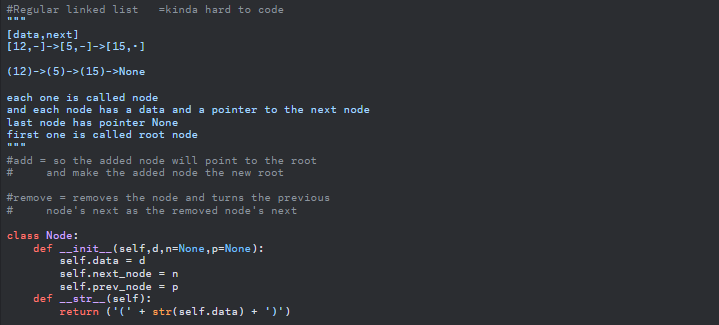 #Regular linked list   =kinda hard to code
"""
[data,next]
[12,-]->[5,-]->[15,·]
(12)->(5)->(15)->None
each one is called node
and each node has a data and a pointer to the next node
last node has pointer None
first one is called root node
"""
#add = so the added node will point to the root
#     and make the added node the new root
#remove = removes the node and turns the previous
#     node's next as the removed node's next
class Node:
    def __init__(self,d,n=None,p=None):
        self.data = d
        self.next_node = n
        self.prev_node = p
    def __str__(self):
        return ('(' + str(self.data) + ')')